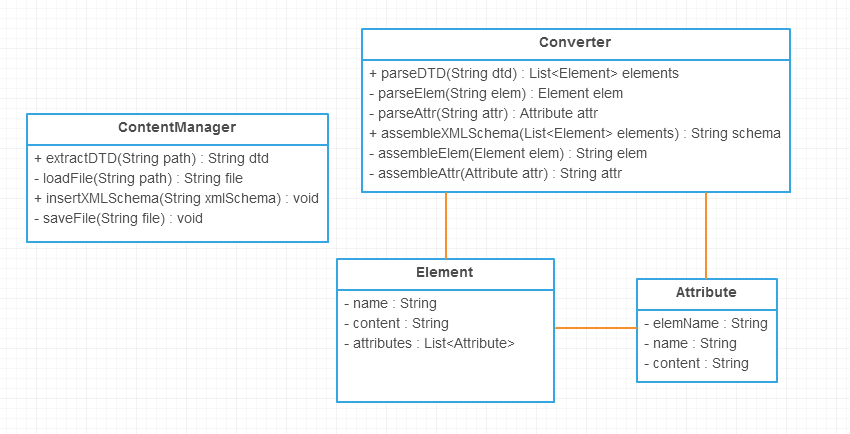 Converter
+ parseDTD(String dtd) : List<Element> elements
- parseElem(String elem) : Element elem
- parseAttr(String attr) : Attribute attr
+ assembleXMLSchema(List<Element> elements) : String schema
- assembleElem(Element elem) : String elem
- assembleAttr(Attribute attr) : String attr
ContentManager
+ extractDTD(String path) : String dtd
- loadFile(String path) : String file
+ insertXMLSchema(String xmlSchema) : void
- saveFile(String file) : void
Element
- name : String
- content : String
- attributes : List<Attribute>
Attribute
- elemName : String
- name : String
- content : String